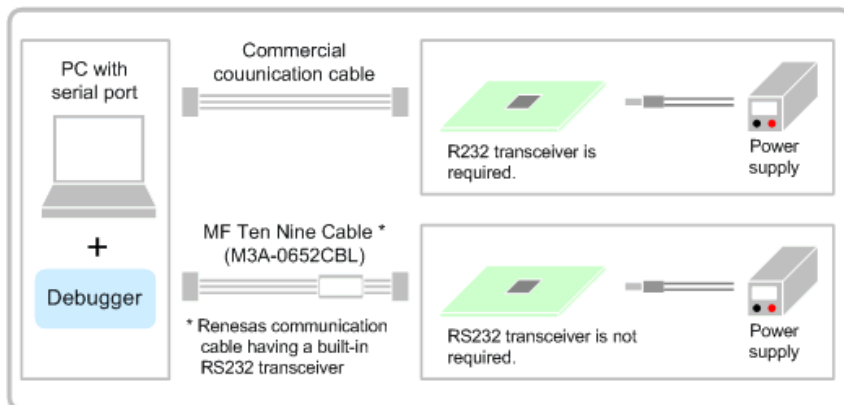 PC with
serial port
+
Debugger
Commercial
couunication cable
R232 transceiver is
required.
Power
supply
MF Ten Nine Cable *
(M3A-0652CBL)
* Renesas communication
cable having a built-in
RS232 transceiver
RS232 transceiver is not
required.
Power
supply